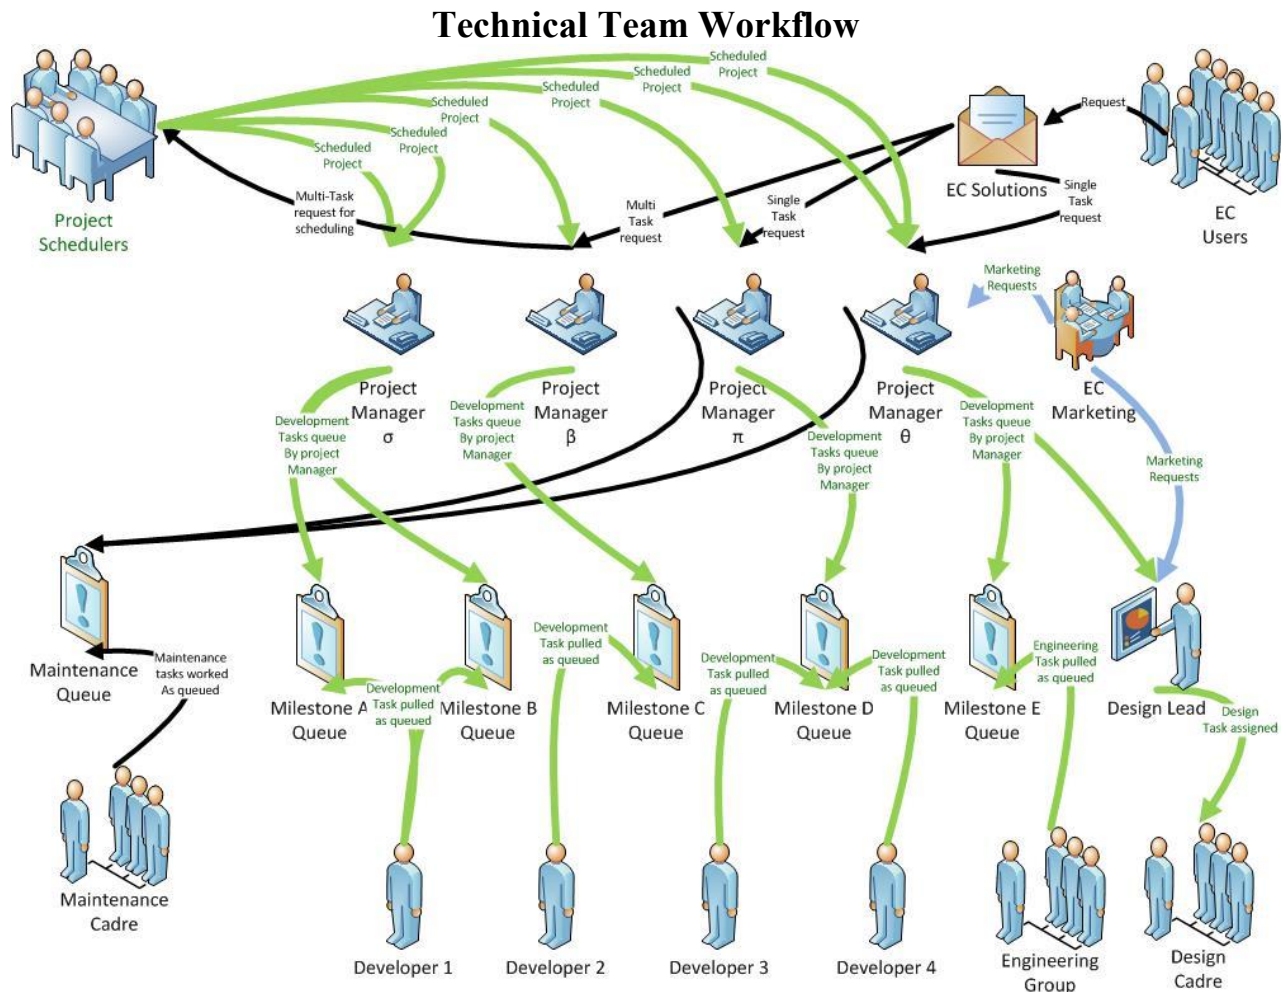 Technical Team Workflow
Scheduled
Project
Scheduled
Project
Scheduled
Project
Scheduled
Project
Scheduled
Project
Scheduled
Project
Request
EC Solutions
EC
Users
Project
Schedulers
Multi-Task
request for
scheduling
Multi
Task
request
Single
Task
request
Single
Task
request
Marketing
Requests
Project
Manager
σ
Project
Manager
β
Project
Manager
π
Project
Manager
θ
EC
Marketing
Development
Tasks queue
By project
Manager
Development
Tasks queue
By project
Manager
Development
Tasks queue
By project
Manager
Development
Tasks queue
By project
Manager
Marketing
Requests
Maintenance
Queue
Maintenance
tasks worked
As queued
Milestone A
Queue
Development
Task pulled
as queued
Milestone B
Queue
Development
Task pulled
as queued
Milestone C
Queue
Development
Task pulled
as queued
Milestone D
Queue
Development
Task pulled
as queued
Milestone E
Queue
Engineering
Task pulled
as queued
Design Lead
Design
Task assigned
Maintenance
Cadre
Developer 1
Developer 2
Developer 3
Developer 4
Engineering
Group
Design
Cadre